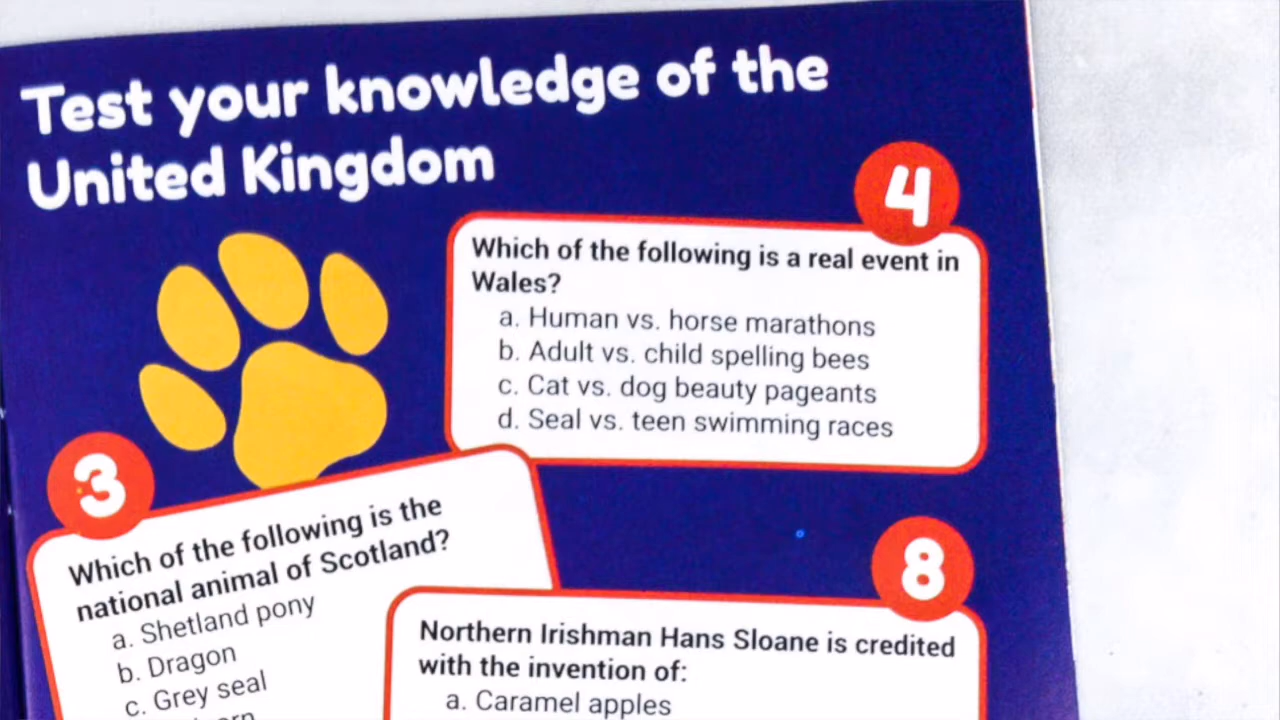 Test your knowledge of the
United Kingdom
4
Which of the following is a real event in
Wales?
a. Human vs. horse marathons
b. Adult vs. child spelling bees
c. Cat vs. dog beauty pageants
d. Seal vs. teen swimming races
3
Which of the following is the
national animal of Scotland?
a. Shetland pony
b. Dragon
c. Grey seal
8
Northern Irishman Hans Sloane is credited
with the invention of:
a. Caramel apples